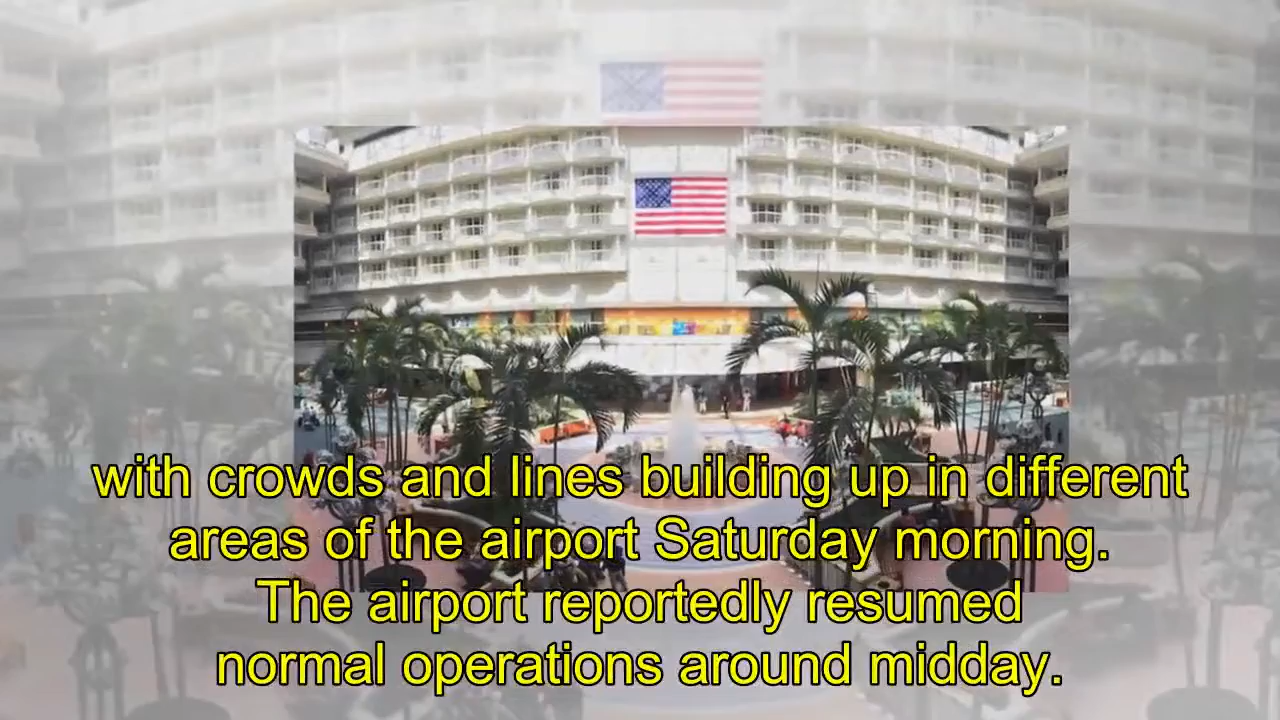 with crowds and lines building up in different
areas of the airport Saturday morning.
The airport reportedly resumed
normal operations around midday.